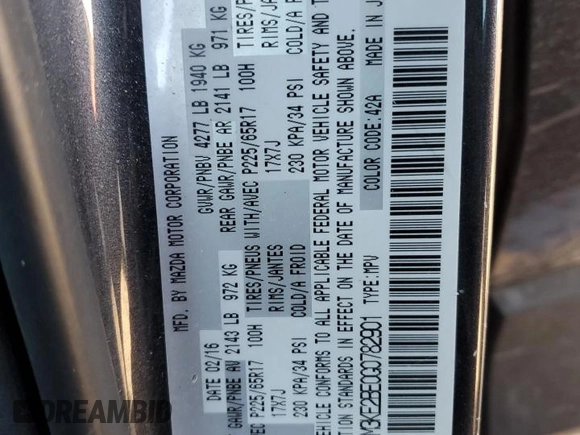 MFD. BY MAZDA MOTOR CORPORATION
DATE 02/16 GVWR/PNBV 4277 LB 1940 KG
GAWR/PNBE AV 2143 LB 972 KG REAR GAWR/PNBE AR 2141 LB 971 KG
P225/65R17 100H TIRES/PNEUS WITH/AVEC P225/65R17 100H
17X7J RIMS/JANTES 17X7J RIMS/JANTES
230 KPA/34 PSI COLD/A FROID 230 KPA/34 PSI COLD/A
VEHICLE CONFORMS TO ALL APPLICABLE FEDERAL MOTOR VEHICLE SAFETY AND
STANDARDS IN EFFECT ON THE DATE OF MANUFACTURE SHOWN ABOVE.
TYPE:MPV COLOR CODE:42A MADE IN
DREAMBID